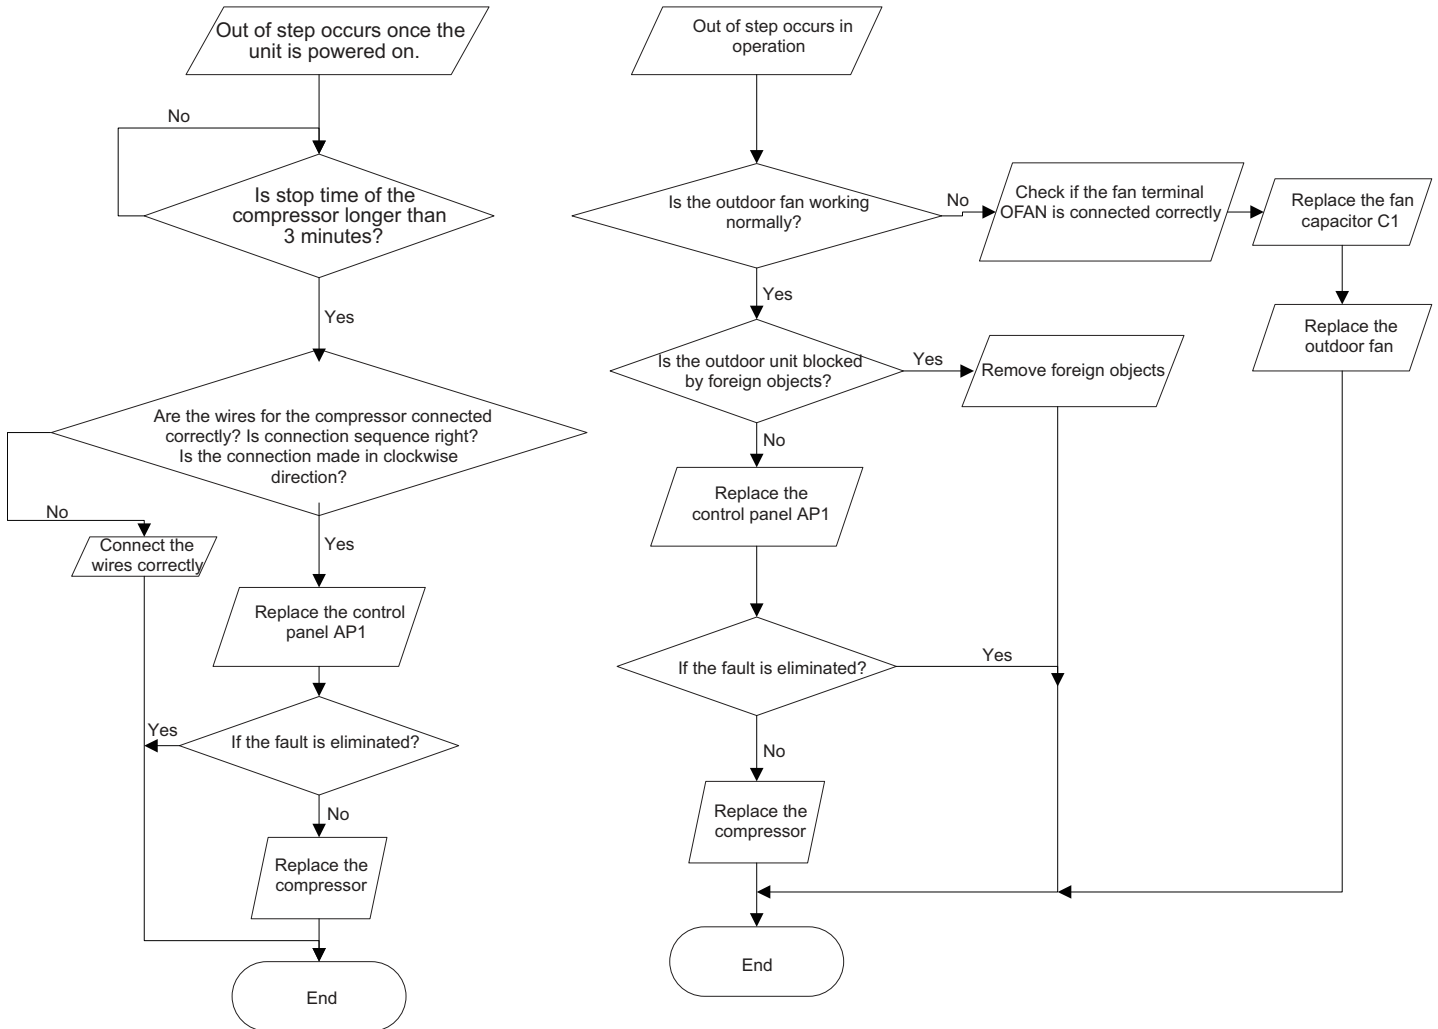 Out of step occurs once the
unit is powered on.
No
Is stop time of the
compressor longer than
3 minutes?
Yes
Are the wires for the compressor connected
correctly? Is connection sequence right?
Is the connection made in clockwise
direction?
No
Connect the
wires correctly
Yes
Replace the control
panel AP1
Yes
If the fault is eliminated?
No
Replace the
compressor
End
Out of step occurs in
operation
Is the outdoor fan working
normally?
No
Check if the fan terminal
OFAN is connected correctly
Replace the fan
capacitor C1
Replace the
outdoor fan
Yes
Is the outdoor unit blocked
by foreign objects?
Yes
Remove foreign objects
No
Replace the
control panel AP1
If the fault is eliminated?
Yes
No
Replace the
compressor
End